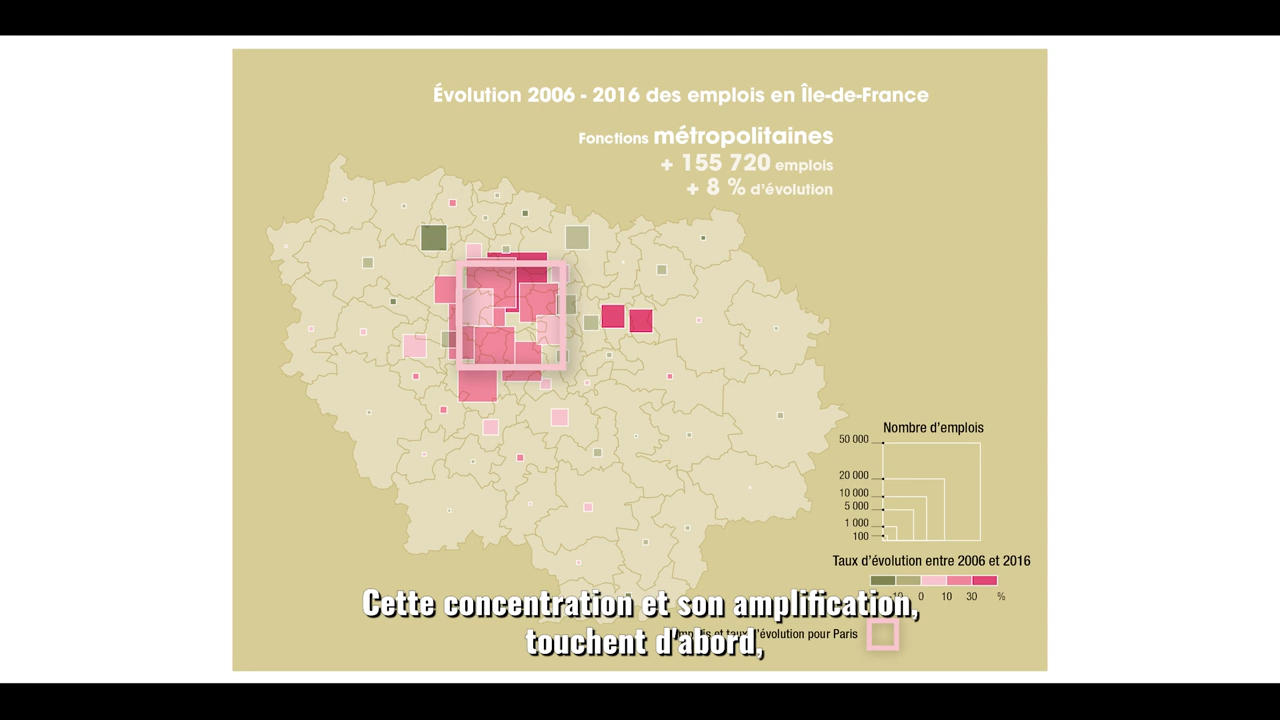 Évolution 2006 - 2016 des emplois en Île-de-France
Fonctions métropolitaines
+ 155 720 emplois
+ 8 % d'évolution
Nombre d'emplois
50 000
20 000
10 000
5 000
1 000
100
Taux d'évolution entre 2006 et 2016
10 0 10 30 %
et taux d'évolution pour Paris
Cette concentration et son amplification,
touchent d'abord,